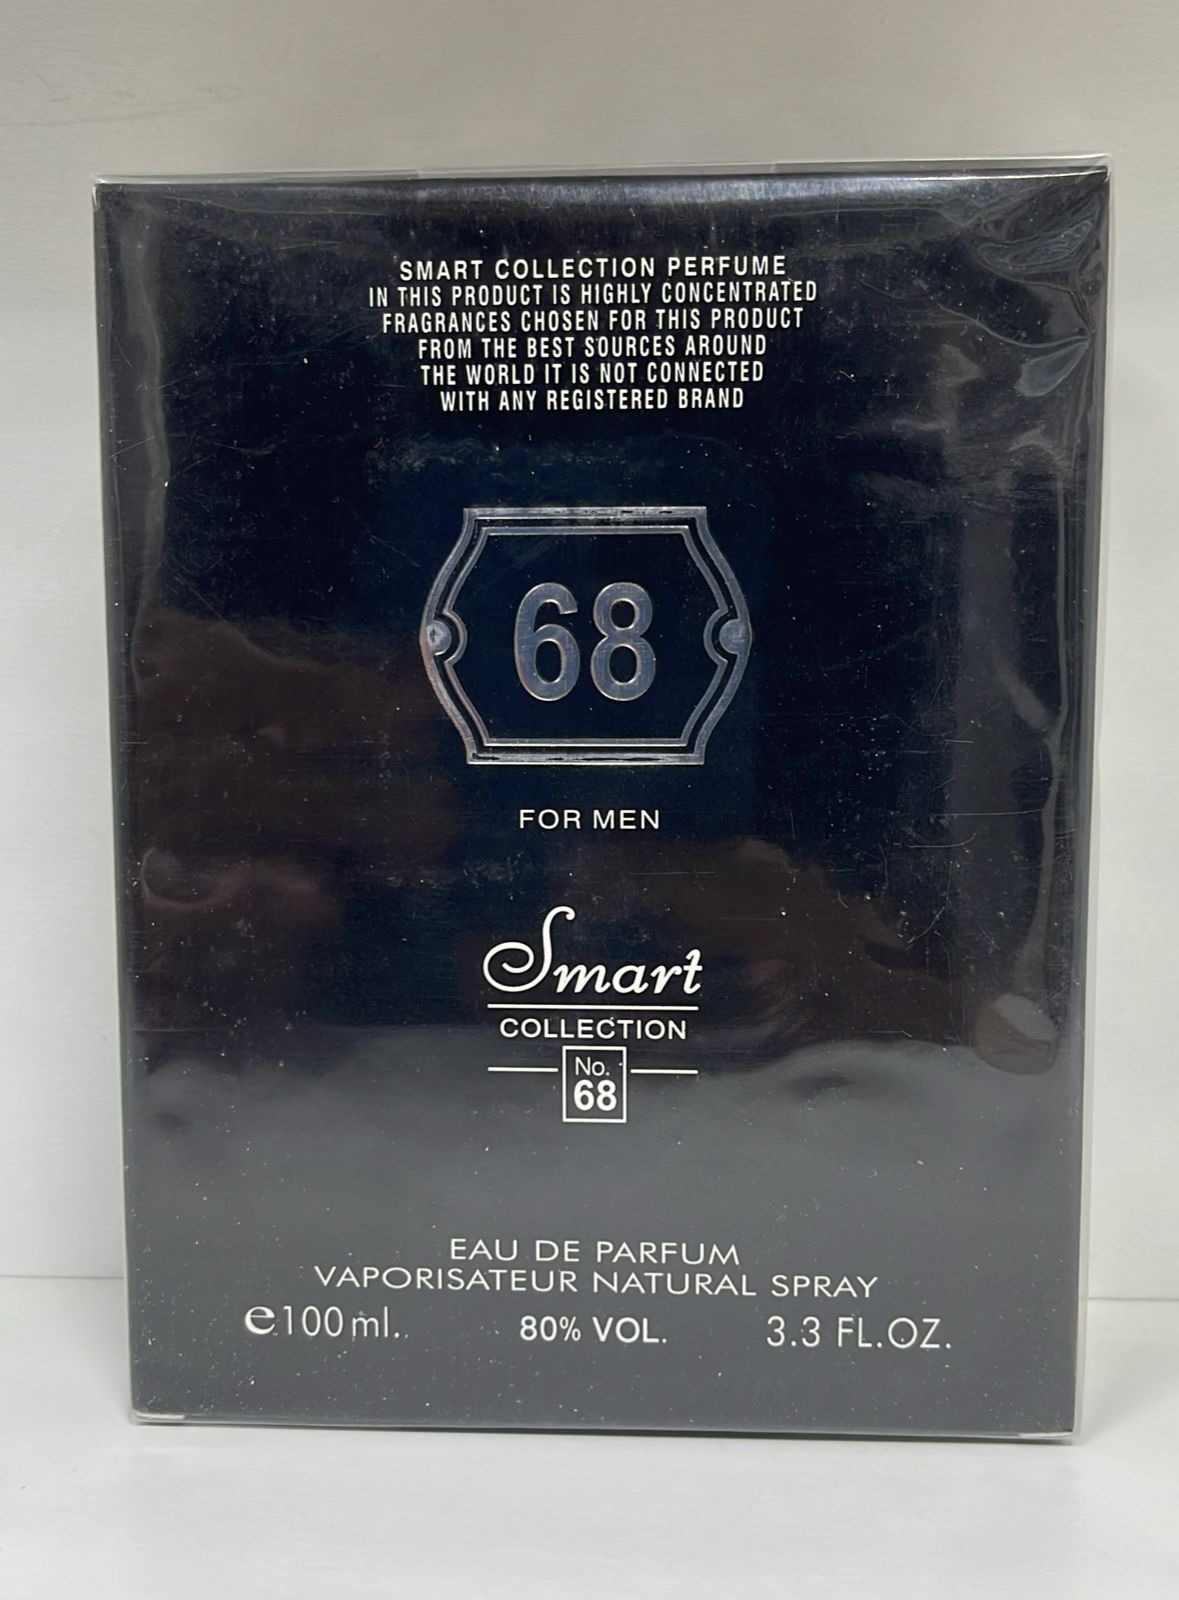 SMART COLLECTION PERFUME
IN THIS PRODUCT IS HIGHLY CONCENTRATED
FRAGRANCES CHOSEN FOR THIS PRODUCT
FROM THE BEST SOURCES AROUND
THE WORLD IT IS NOT CONNECTED
WITH ANY REGISTERED BRAND
68
FOR MEN
Smart
COLLECTION
No.
68
EAU DE PARFUM
VAPORISATEUR NATURAL SPRAY
e100 ml. 80% VOL. 3.3 FL.OZ.